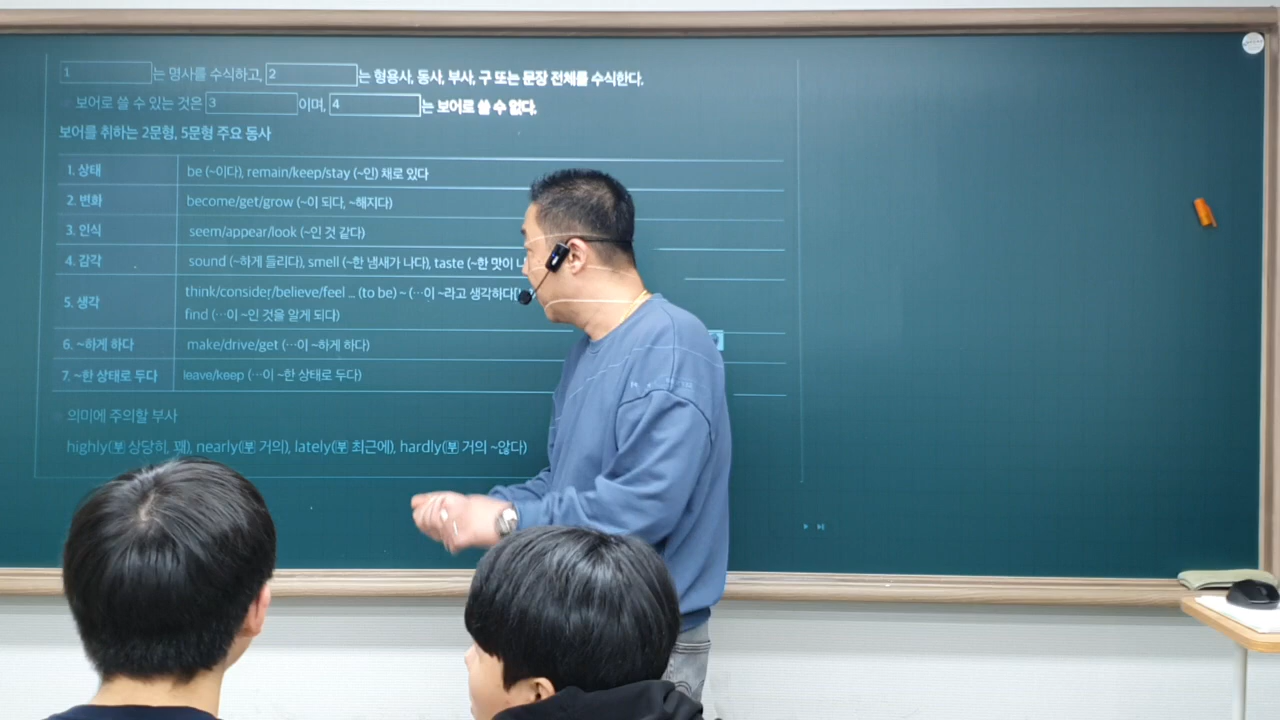 1 는 명사를 수식하고, 2 는 형용사, 동사, 부사, 구 또는 문장 전체를 수식한다.
보어로 쓸 수 있는 것은 3 이며, 4 는 보어로 쓸 수 없다.
보어를 취하는 2문형, 5문형 주요 동사
1. 상태 be (~이다), remain/keep/stay (~인) 채로 있다
2. 변화 become/get/grow (~이 되다, ~해지다)
3. 인식 seem/appear/look (~인 것 같다)
4. 감각 sound (~하게 들리다), smell (~한 냄새가 나다), taste (~한 맛이
5. 생각 think/consider/believe/feel … (to be) ~ (…이 ~라고 생각하다
find (…이 ~인 것을 알게 되다)
6. ~하게 하다 make/drive/get (…이 ~하게 하다)
7. ~한 상태로 두다 leave/keep (…이 ~한 상태로 두다)
의미에 주의할 부사
highly(부 상당히, 꽤), nearly(부 거의), lately(부 최근에), hardly(부 거의 ~않다)